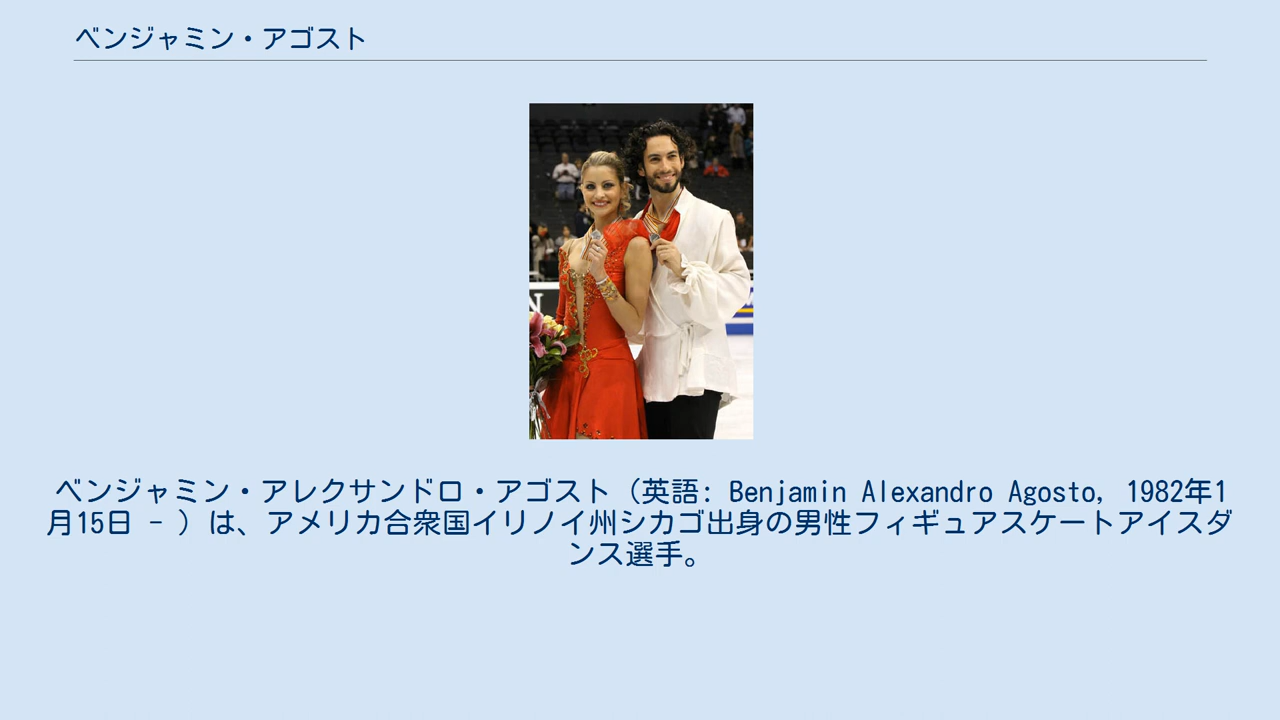 ベンジャミン・アゴスト
ベンジャミン・アレクサンドロ・アゴスト（英語: Benjamin Alexandro Agosto, 1982年1
月15日 - ）は、アメリカ合衆国イリノイ州シカゴ出身の男性フィギュアスケートアイスダ
ンス選手。